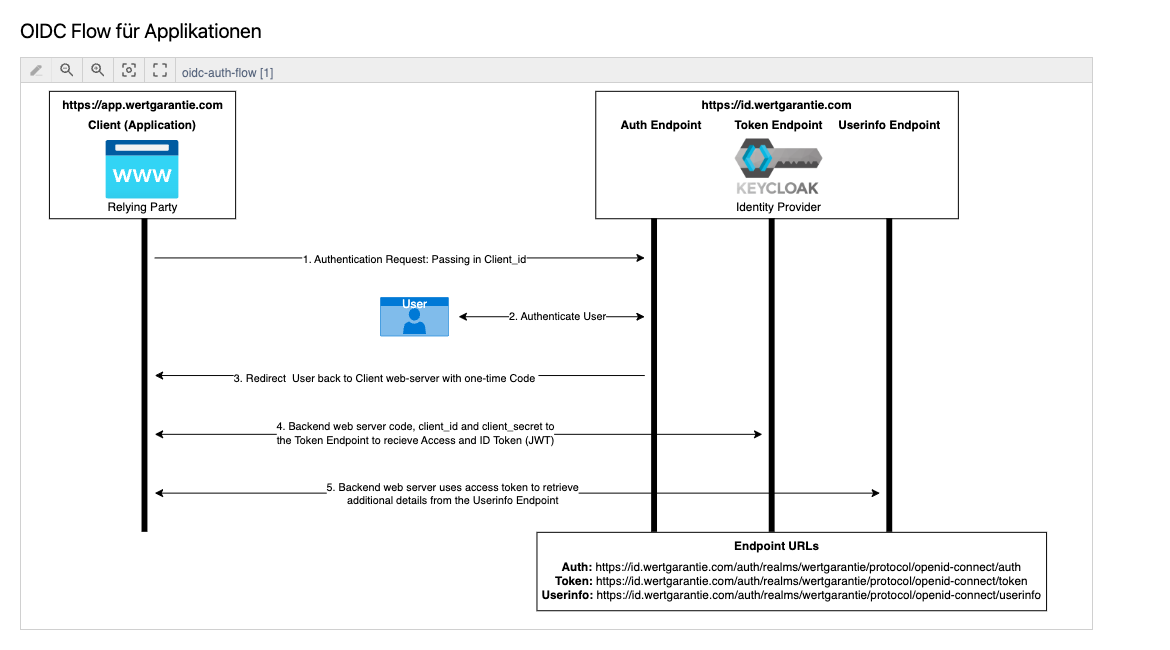 OIDC Flow für Applikationen
oidc-auth-flow [1]
https://app.wertgarantie.com
Client (Application)
WWW
Relying Party
https://id.wertgarantie.com
Auth Endpoint
Token Endpoint
Userinfo Endpoint
KEYCLOAK
Identity Provider
1. Authentication Request: Passing in Client_id
User
2. Authenticate User
3. Redirect User back to Client web-server with one-time Code
4. Backend web server code, client_id and client_secret to
the Token Endpoint to recieve Access and ID Token (JWT)
5. Backend web server uses access token to retrieve
additional details from the Userinfo Endpoint
Endpoint URLs
Auth: https://id.wertgarantie.com/auth/realms/wertgarantie/protocol/openid-connect/auth
Token: https://id.wertgarantie.com/auth/realms/wertgarantie/protocol/openid-connect/token
Userinfo: https://id.wertgarantie.com/auth/realms/wertgarantie/protocol/openid-connect/userinfo